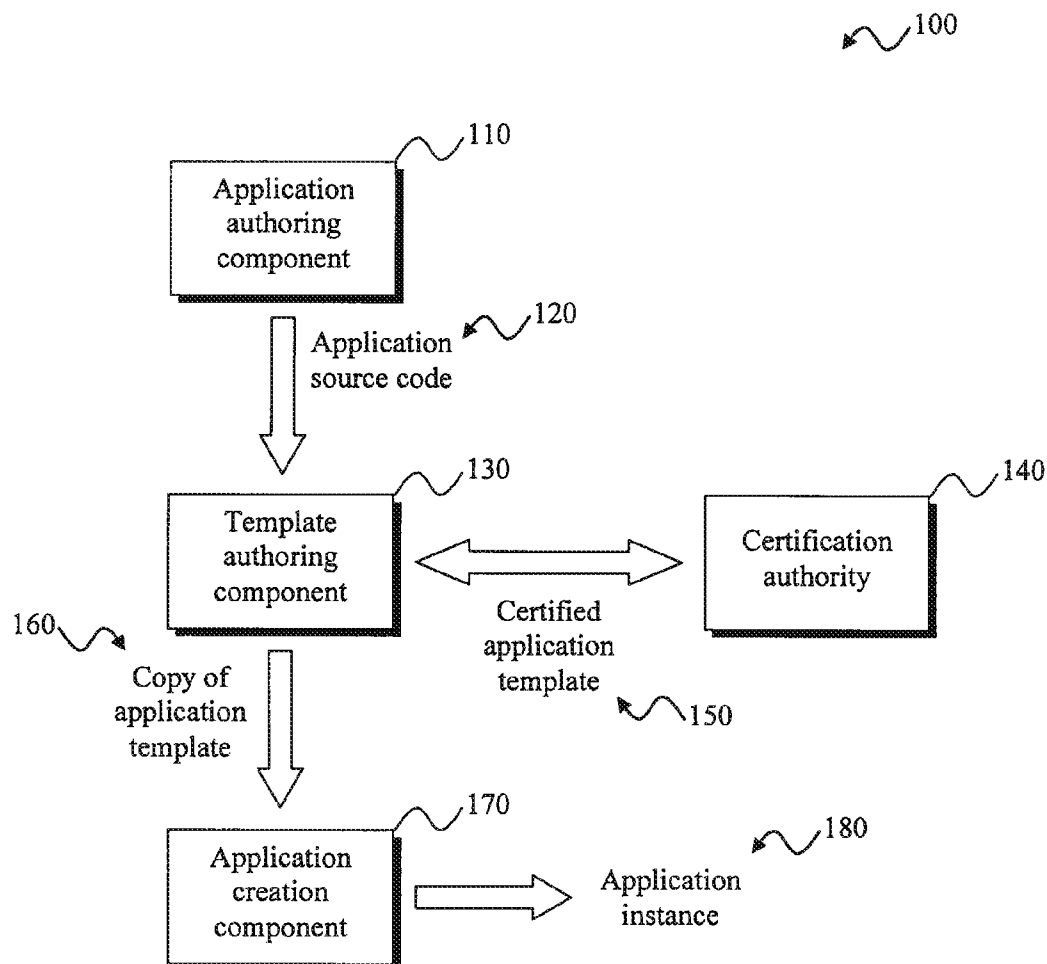 100
110
Application
authoring
component
120
Application
source code
130
Template
authoring
component
140
Certification
authority
Certified
application
template
150
160
Copy of
application
template
170
Application
creation
component
180
Application
instance